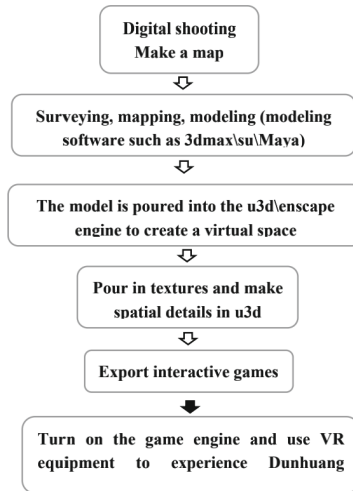 Digital shooting
Make a map
Surveying, mapping, modeling (modeling
software such as 3dmax\su\Maya)
The model is poured into the u3d\enscape
engine to create a virtual space
Pour in textures and make
spatial details in u3d
Export interactive games
Turn on the game engine and use VR
equipment to experience Dunhuang